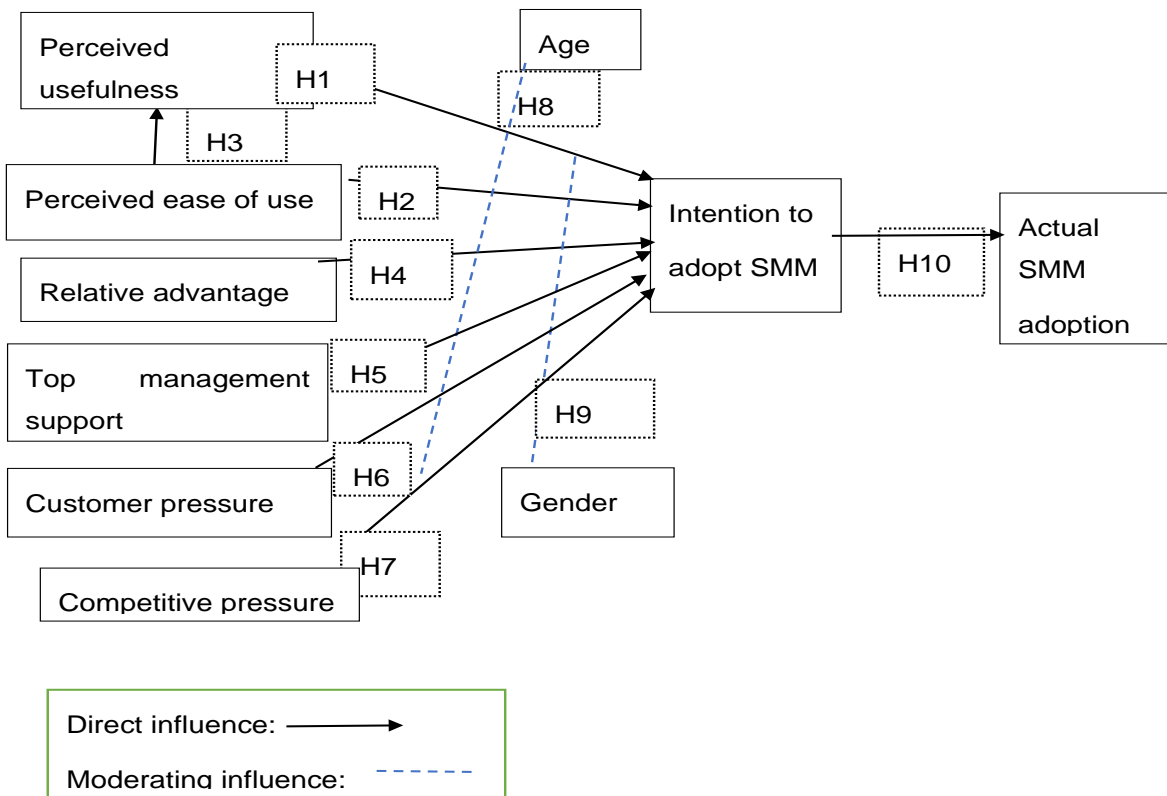 Perceived
usefulness
H1
Age
H8
H3
Perceived ease of use
H2
Intention to
adopt SMM
Actual
SMM
adoption
H10
Relative advantage
H4
Top management
support
H5
H9
Customer pressure
H6
Gender
H7
Competitive pressure
Direct influence:
Moderating influence: